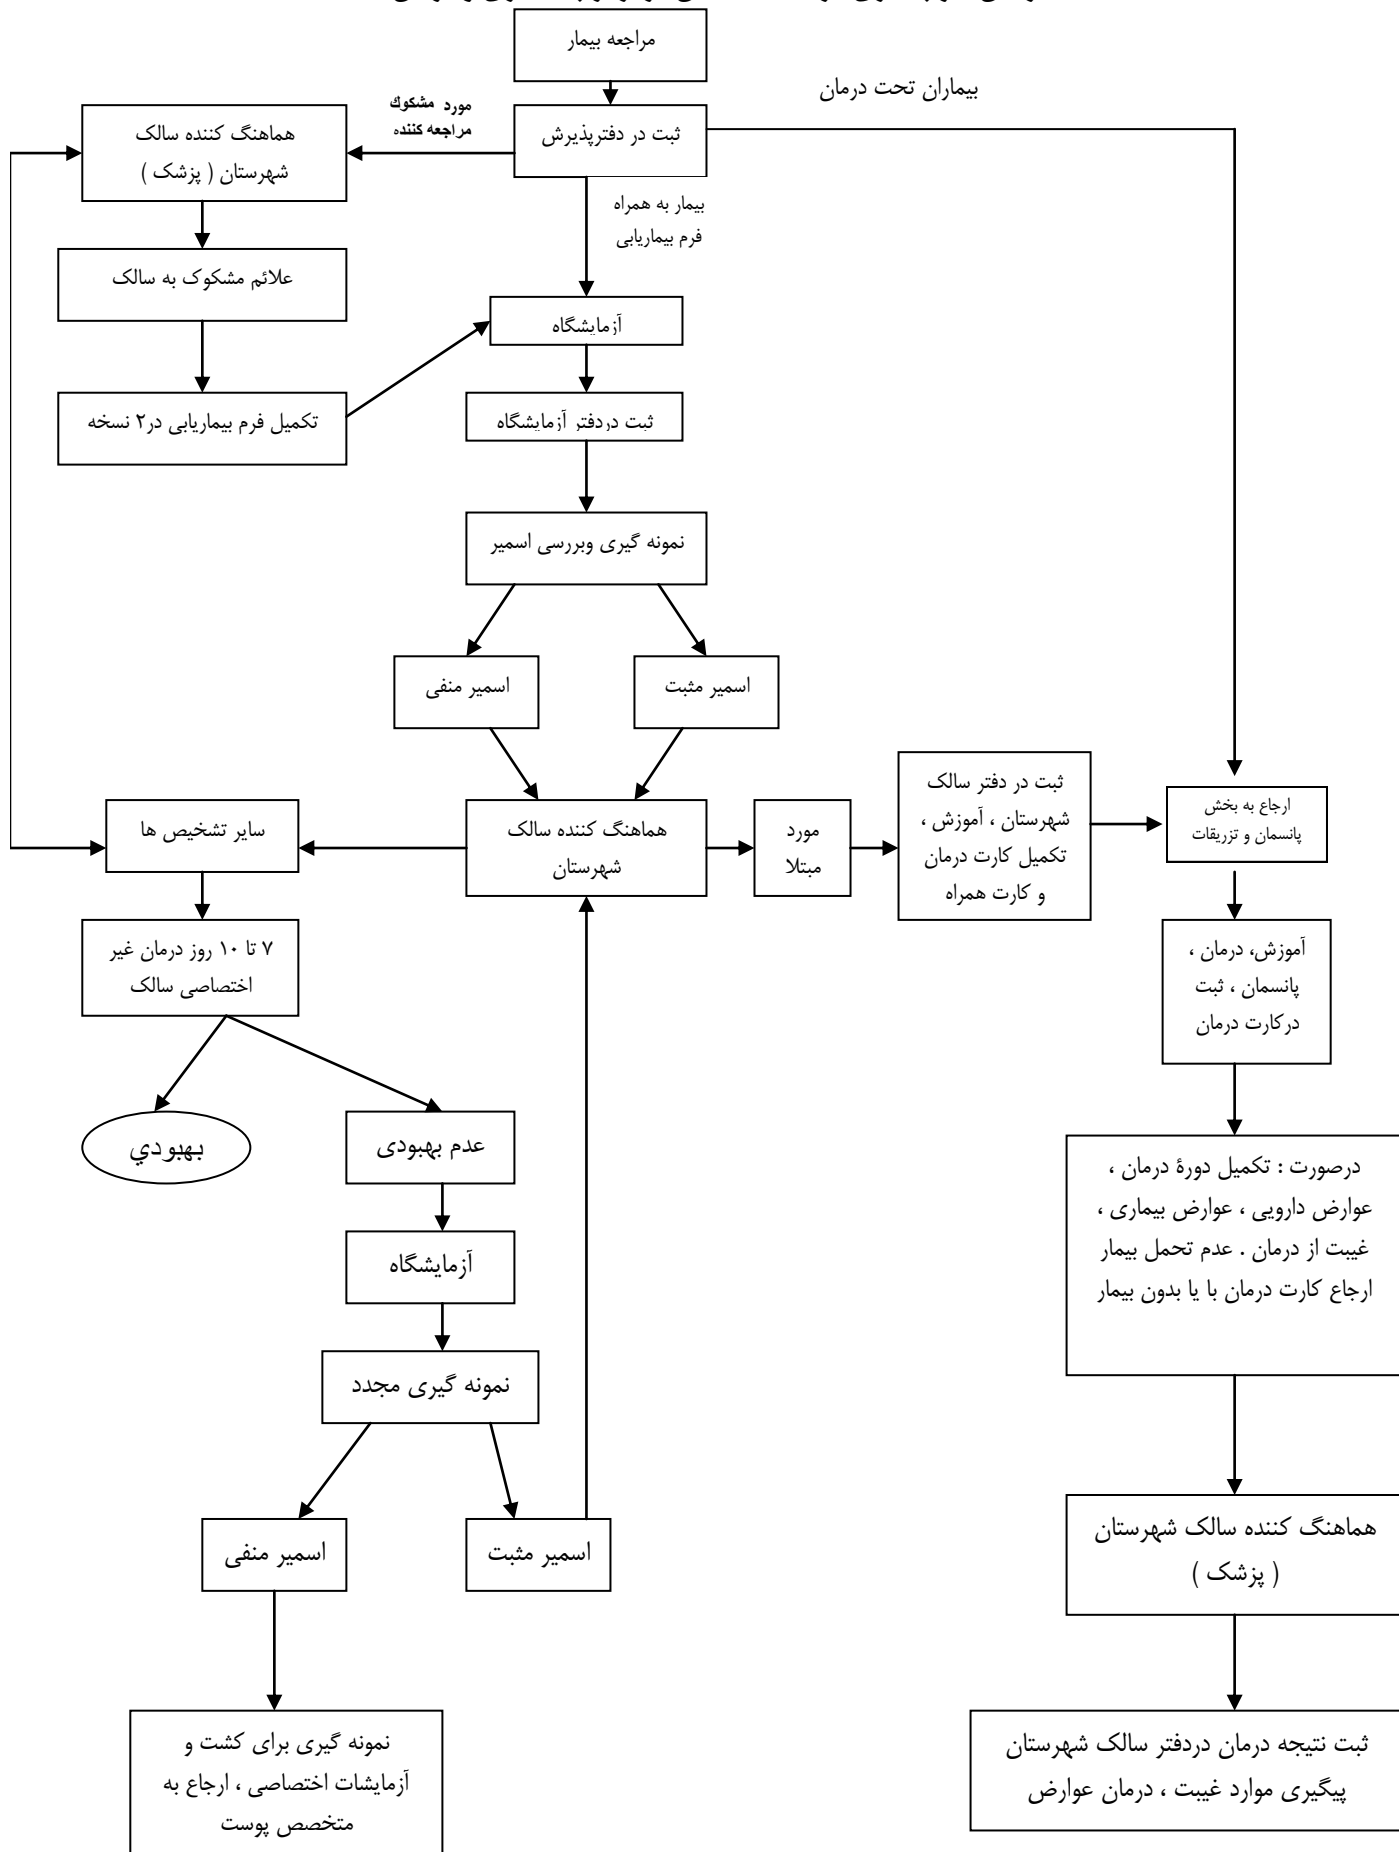 مراجعه بیمار
بیماران تحت درمان
ثبت در دفترپذیرش
مورد مشكوك
مراجعه كننده
هماهنگ کننده سالک
شهرستان ( پزشک )
بیمار به همراه
فرم بیماریابی
علائم مشکوک به سالک
آزمایشگاه
تکمیل فرم بیماریابی در۲ نسخه
ثبت دردفتر آزمایشگاه
نمونه گیری وبررسی اسمیر
اسمیر مثبت
اسمیر منفی
هماهنگ کننده سالک
شهرستان
سایر تشخیص ها
مورد
مبتلا
ثبت در دفتر سالک
شهرستان ، آموزش ،
تکمیل کارت درمان
و کارت همراه
ارجاع به بخش
پانسمان و تزریقات
۷ تا ۱۰ روز درمان غیر
اختصاصی سالک
آموزش، درمان ،
پانسمان ، ثبت
درکارت درمان
بهبودي
عدم بهبودی
درصورت : تکمیل دورۀ درمان ،
عوارض دارویی ، عوارض بیماری ،
غیبت از درمان . عدم تحمل بیمار
ارجاع کارت درمان با یا بدون بیمار
آزمایشگاه
نمونه گیری مجدد
اسمیر مثبت
اسمیر منفی
هماهنگ کننده سالک شهرستان
( پزشک )
نمونه گیری برای کشت و
آزمایشات اختصاصی ، ارجاع به
متخصص پوست
ثبت نتیجه درمان دردفتر سالک شهرستان
پیگیری موارد غیبت ، درمان عوارض